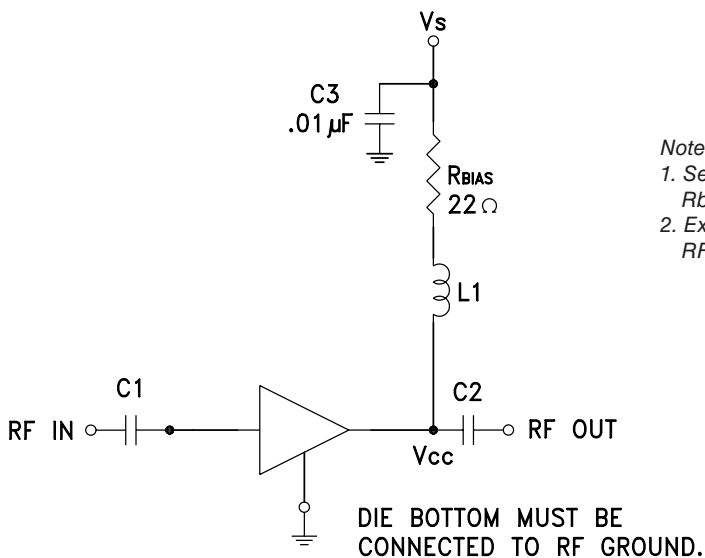 Vs
C3
.01 µF
RBIAS
22 Ω
L1
C1
C2
RF IN
RF OUT
Vcc
DIE BOTTOM MUST BE
CONNECTED TO RF GROUND.
Note
1. Se
Rb
2. Ex
RF